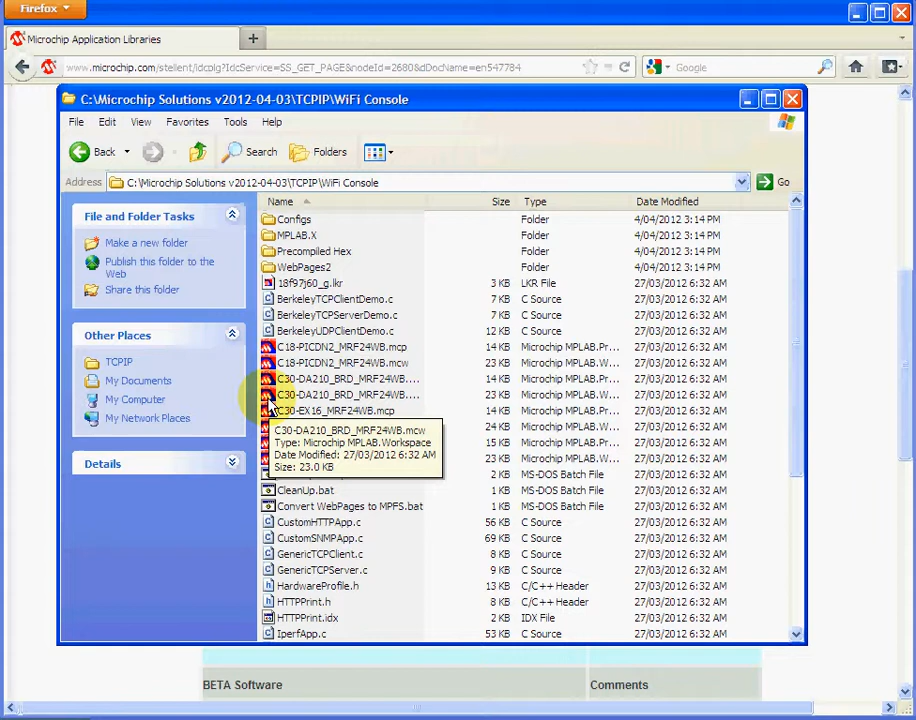 Firefox
Microchip Application Libraries
www.microchip.com/stellent/idcplg?IdcService=SS_GET_PAGE&nodeId=2680&dDocName=en547784
Google
C:\Microchip Solutions v2012-04-03\TCPIP\WiFi Console
File Edit View Favorites Tools Help
Back Search Folders
Address C:\Microchip Solutions v2012-04-03\TCPIP\WiFi Console Go
File and Folder Tasks
Make a new folder
Publish this folder to the Web
Share this folder
Other Places
TCPIP
My Documents
My Computer
My Network Places
Details
Name Size Type Date Modified
Configs Folder 4/04/2012 3:14 PM
MPLAB.X Folder 4/04/2012 3:14 PM
Precompiled Hex Folder 4/04/2012 3:14 PM
WebPages2 Folder 4/04/2012 3:14 PM
18f97j60_g.lkr 3 KB LKR File 27/03/2012 6:32 AM
BerkeleyTCPClientDemo.c 7 KB C Source 27/03/2012 6:32 AM
BerkeleyTCPServerDemo.c 7 KB C Source 27/03/2012 6:32 AM
BerkeleyUDPClientDemo.c 12 KB C Source 27/03/2012 6:32 AM
C18-PICDN2_MRF24WB.mcp 14 KB Microchip MPLAB.Pr... 27/03/2012 6:32 AM
C18-PICDN2_MRF24WB.mcw 23 KB Microchip MPLAB.W... 27/03/2012 6:32 AM
C30-DA210_BRD_MRF24WB.... 14 KB Microchip MPLAB.Pr... 27/03/2012 6:32 AM
C30-DA210_BRD_MRF24WB.... 23 KB Microchip MPLAB.W... 27/03/2012 6:32 AM
C30-EX16_MRF24WB.mcp 14 KB Microchip MPLAB.Pr... 27/03/2012 6:32 AM
24 KB Microchip MPLAB.W... 27/03/2012 6:32 AM
15 KB Microchip MPLAB.Pr... 27/03/2012 6:32 AM
23 KB Microchip MPLAB.W... 27/03/2012 6:32 AM
C30-DA210_BRD_MRF24WB.mcw
Type: Microchip MPLAB.Workspace
Date Modified: 27/03/2012 6:32 AM
Size: 23.0 KB
1 KB MS-DOS Batch File 27/03/2012 6:32 AM
CleanUp.bat 1 KB MS-DOS Batch File 27/03/2012 6:32 AM
Convert WebPages to MPFS.bat 1 KB MS-DOS Batch File 27/03/2012 6:32 AM
CustomHTTPApp.c 56 KB C Source 27/03/2012 6:32 AM
CustomSNMPApp.c 69 KB C Source 27/03/2012 6:32 AM
GenericTCPClient.c 8 KB C Source 27/03/2012 6:32 AM
GenericTCPServer.c 6 KB C Source 27/03/2012 6:32 AM
HardwareProfile.h 13 KB C/C++ Header 27/03/2012 6:32 AM
HTTPPrint.h 8 KB C/C++ Header 27/03/2012 6:32 AM
HTTPPrint.idx 2 KB IDX File 27/03/2012 6:32 AM
IperfApp.c 53 KB C Source 27/03/2012 6:32 AM
BETA Software Comments